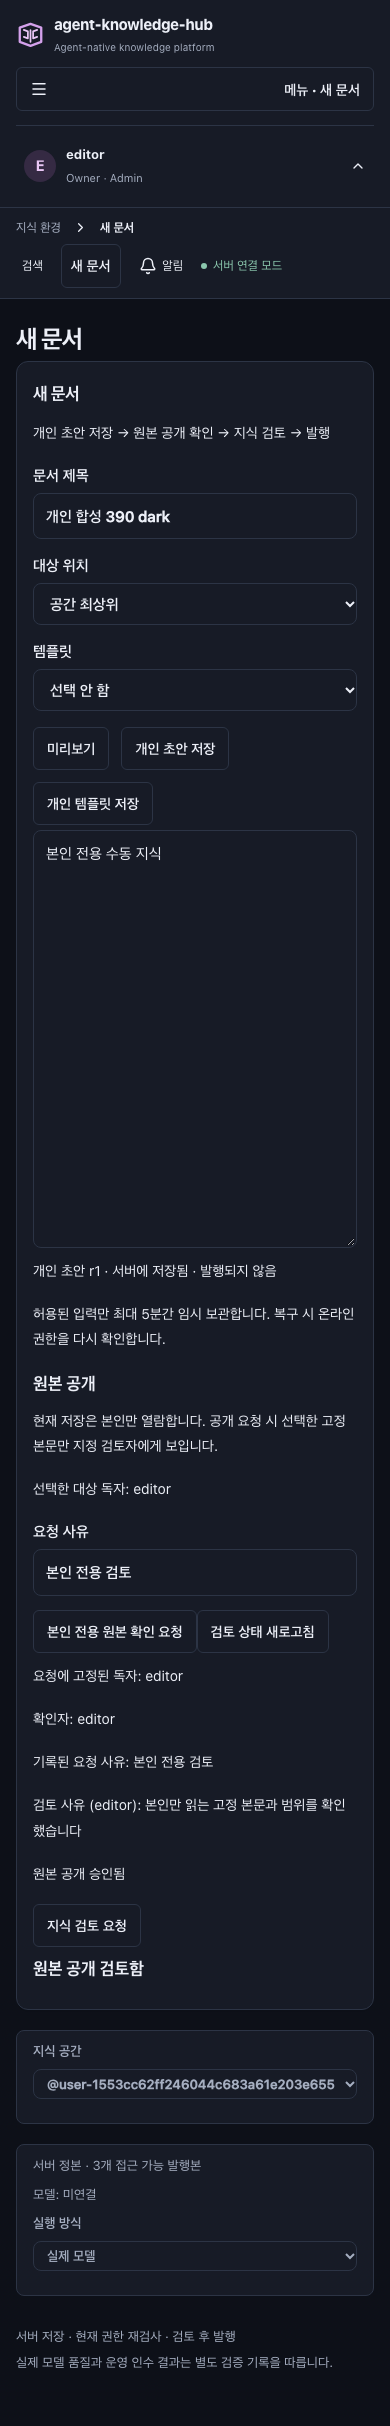 agent-knowledge-hub
Agent-native knowledge platform
메뉴 · 새 문서
E
editor
Owner · Admin
지식 환경 > 새 문서
검색
새 문서
알림
서버 연결 모드
새 문서
새 문서
개인 초안 저장 → 원본 공개 확인 → 지식 검토 → 발행
문서 제목
개인 합성 390 dark
대상 위치
공간 최상위
템플릿
선택 안 함
미리보기
개인 초안 저장
개인 템플릿 저장
본인 전용 수동 지식
개인 초안 r1 · 서버에 저장됨 · 발행되지 않음
허용된 입력만 최대 5분간 임시 보관합니다. 복구 시 온라인
권한을 다시 확인합니다.
원본 공개
현재 저장은 본인만 열람합니다. 공개 요청 시 선택한 고정
본문만 지정 검토자에게 보입니다.
선택한 대상 독자: editor
요청 사유
본인 전용 검토
본인 전용 원본 확인 요청
검토 상태 새로고침
요청에 고정된 독자: editor
확인자: editor
기록된 요청 사유: 본인 전용 검토
검토 사유 (editor): 본인만 읽는 고정 본문과 범위를 확인
했습니다
원본 공개 승인됨
지식 검토 요청
원본 공개 검토함
지식 공간
@user-1553cc62ff246044c683a61e203e655
서버 정본 · 3개 접근 가능 발행본
모델: 미연결
실행 방식
실제 모델
서버 저장 · 현재 권한 재검사 · 검토 후 발행
실제 모델 품질과 운영 인수 결과는 별도 검증 기록을 따릅니다.